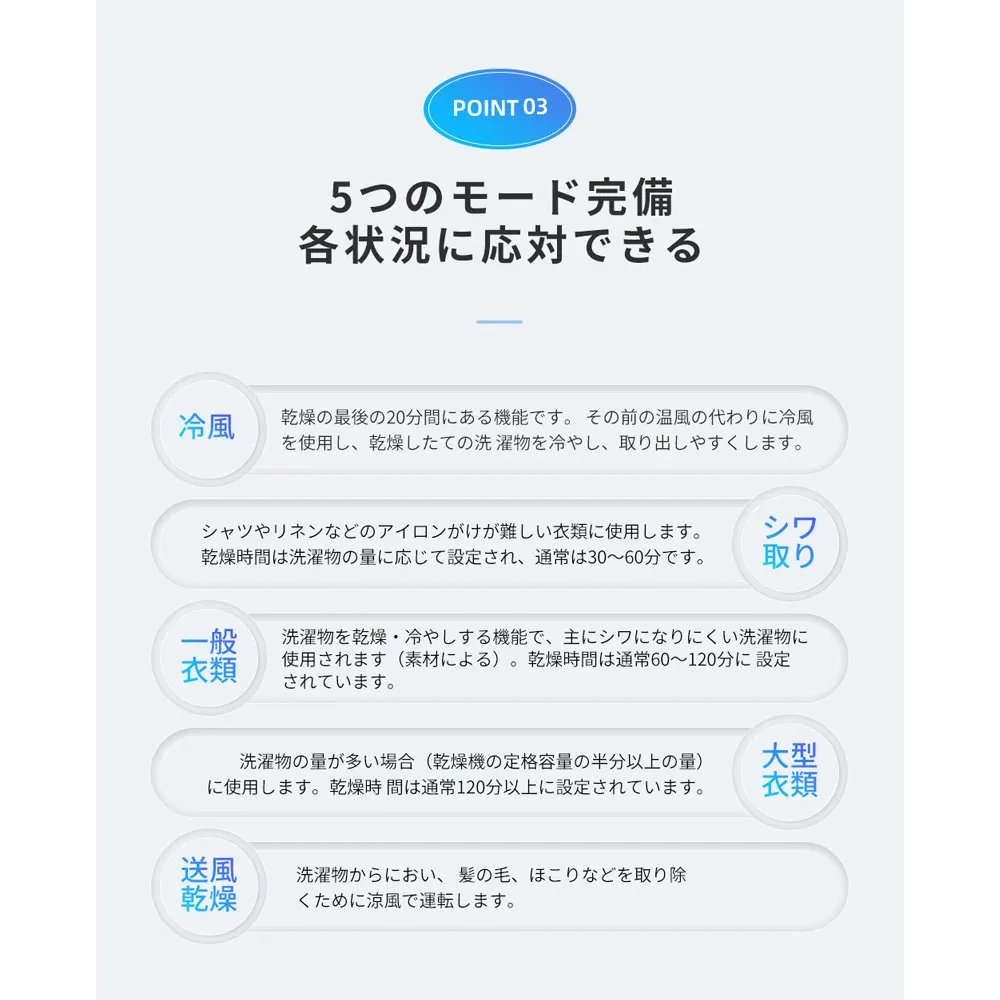 POINT 03
5つのモード完備
各状況に応対できる
冷風
乾燥の最後の20分間にある機能です。 その前の温風の代わりに冷風
を使用し、乾燥したての洗 濯物を冷やし、取り出しやすくします。
シャツやリネンなどのアイロンがけが難しい衣類に使用します。
乾燥時間は洗濯物の量に応じて設定され、通常は30～60分です。
シワ
取り
一般
衣類
洗濯物を乾燥・冷やしする機能で、主にシワになりにくい洗濯物に
使用されます（素材による）。乾燥時間は通常60～120分に 設定
されています。
洗濯物の量が多い場合（乾燥機の定格容量の半分以上の量）
に使用します。乾燥時 間は通常120分以上に設定されています。
大型
衣類
送風
乾燥
洗濯物からにおい、 髪の毛、ほこりなどを取り除
くために涼風で運転します。